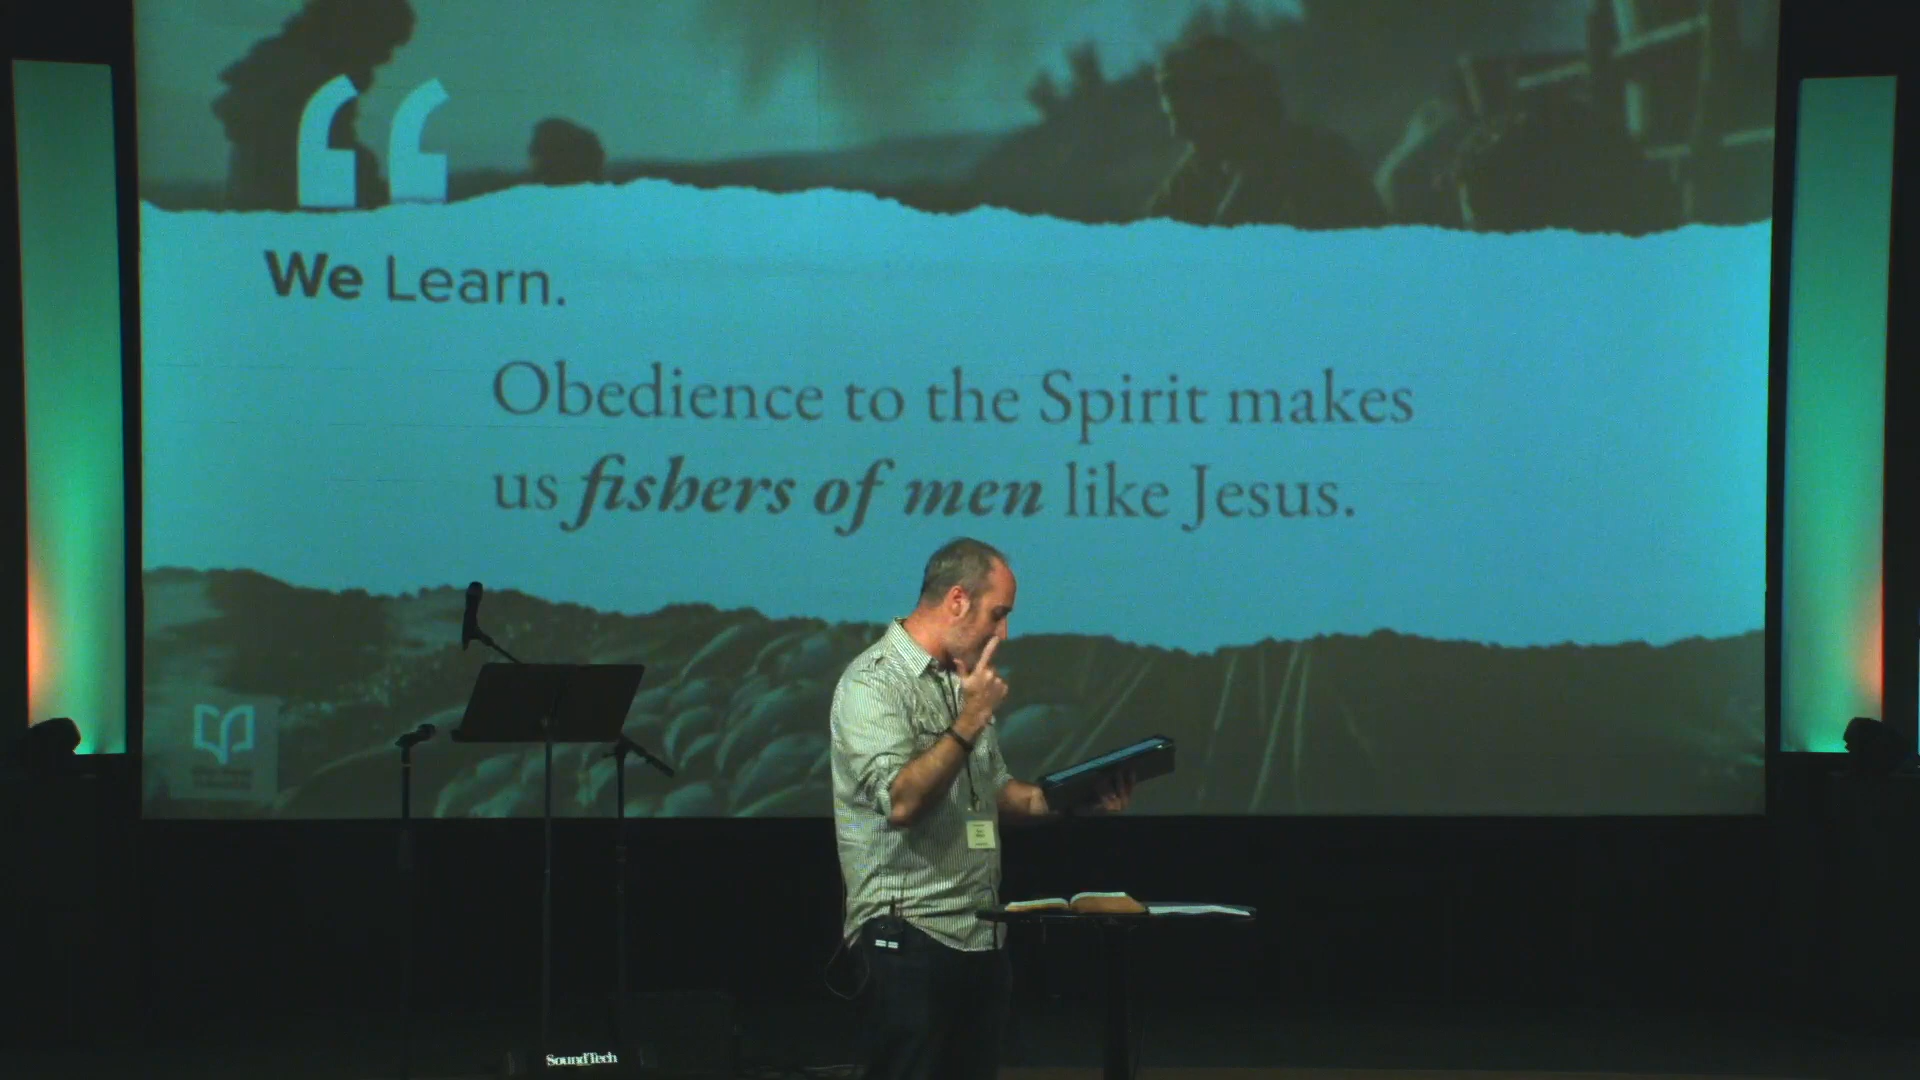 “
We Learn.
Obedience to the Spirit makes
us fishers of men like Jesus.
SoundTech